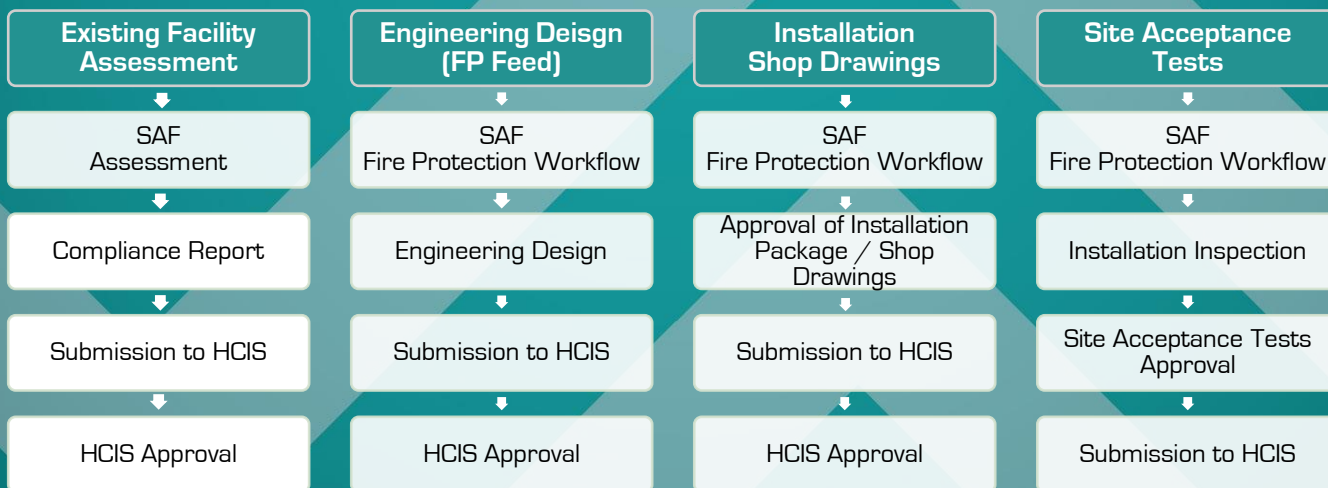 Existing Facility
Assessment
SAF
Assessment
Compliance Report
Submission to HCIS
HCIS Approval
Engineering Deisgn
(FP Feed)
SAF
Fire Protection Workflow
Engineering Design
Submission to HCIS
HCIS Approval
Installation
Shop Drawings
SAF
Fire Protection Workflow
Approval of Installation
Package / Shop
Drawings
Submission to HCIS
HCIS Approval
Site Acceptance
Tests
SAF
Fire Protection Workflow
Installation Inspection
Site Acceptance Tests
Approval
Submission to HCIS